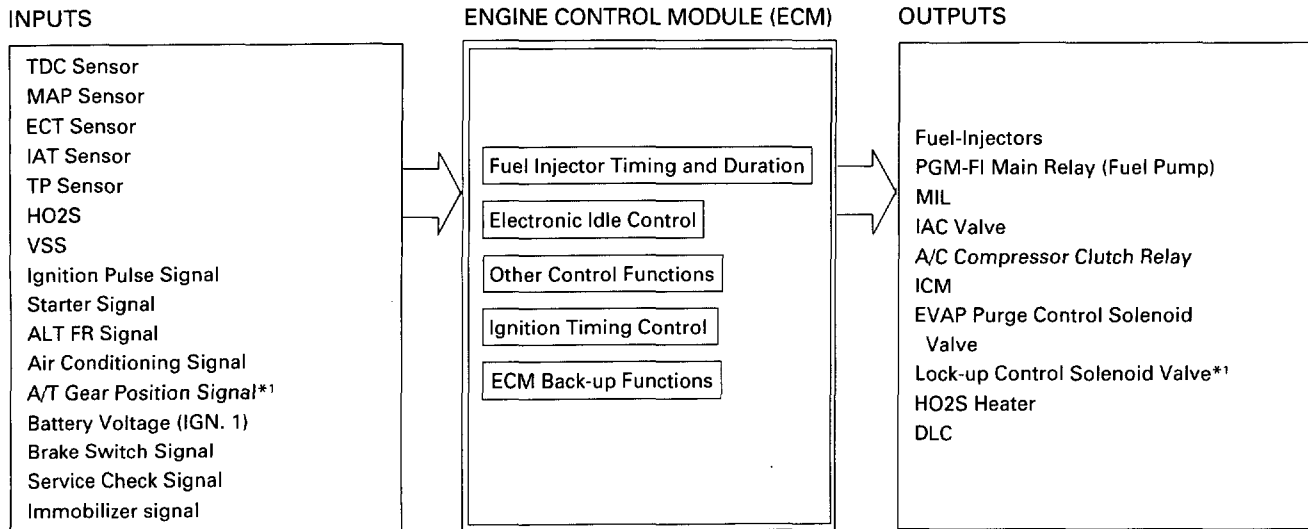 INPUTS
TDC Sensor
MAP Sensor
ECT Sensor
IAT Sensor
TP Sensor
HO2S
VSS
Ignition Pulse Signal
Starter Signal
ALT FR Signal
Air Conditioning Signal
A/T Gear Position Signal*1
Battery Voltage (IGN. 1)
Brake Switch Signal
Service Check Signal
Immobilizer signal
ENGINE CONTROL MODULE (ECM)
Fuel Injector Timing and Duration
Electronic Idle Control
Other Control Functions
Ignition Timing Control
ECM Back-up Functions
OUTPUTS
Fuel-Injectors
PGM-FI Main Relay (Fuel Pump)
MIL
IAC Valve
A/C Compressor Clutch Relay
ICM
EVAP Purge Control Solenoid
Valve
Lock-up Control Solenoid Valve*1
HO2S Heater
DLC